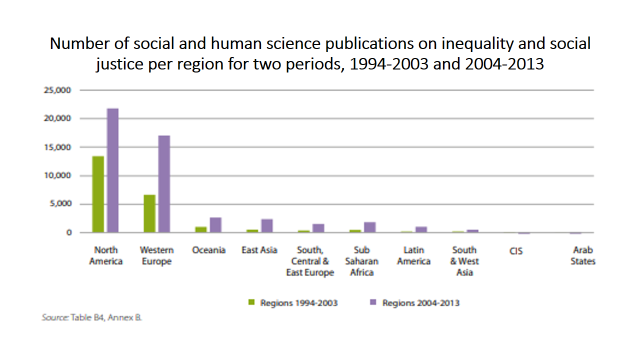 Number of social and human science publications on inequality and social
justice per region for two periods, 1994-2003 and 2004-2013
25,000
20,000
15,000
10,000
5,000
0
North America
Western Europe
Oceania
East Asia
South, Central & East Europe
Sub Saharan Africa
Latin America
South & West Asia
CIS
Arab States
Regions 1994-2003
Regions 2004-2013
Source: Table B4, Annex B.